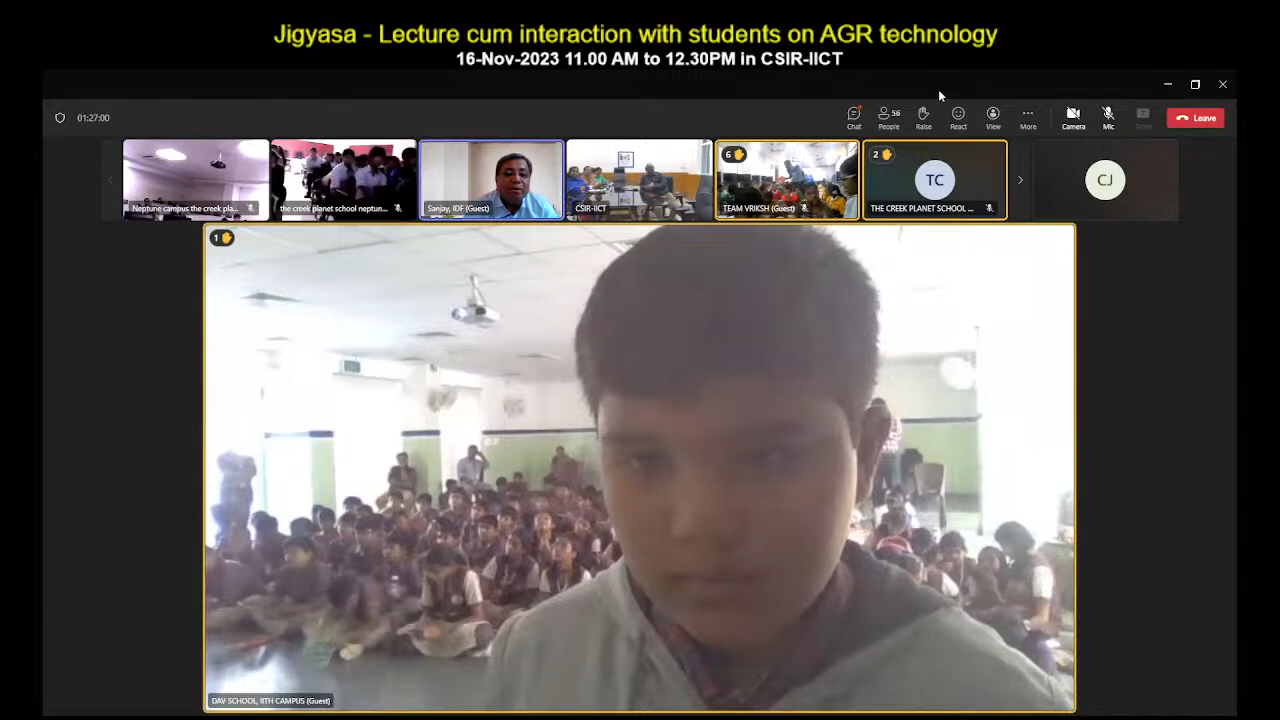 Jigyasa - Lecture cum interaction with students on AGR technology
16-Nov-2023 11.00 AM to 12.30PM in CSIR-IICT
01:27:00
Chat
People
56
Raise
React
View
More
Camera
Mic
Share
Leave
Neptune campus the creek pla...
the creek planet school neptun...
Sanjay, IDF (Guest)
CSIR-IICT
6
TEAM VRIKSH (Guest)
2
TC
THE CREEK PLANET SCHOOL ...
CJ
1
DAV SCHOOL, IITH CAMPUS (Guest)